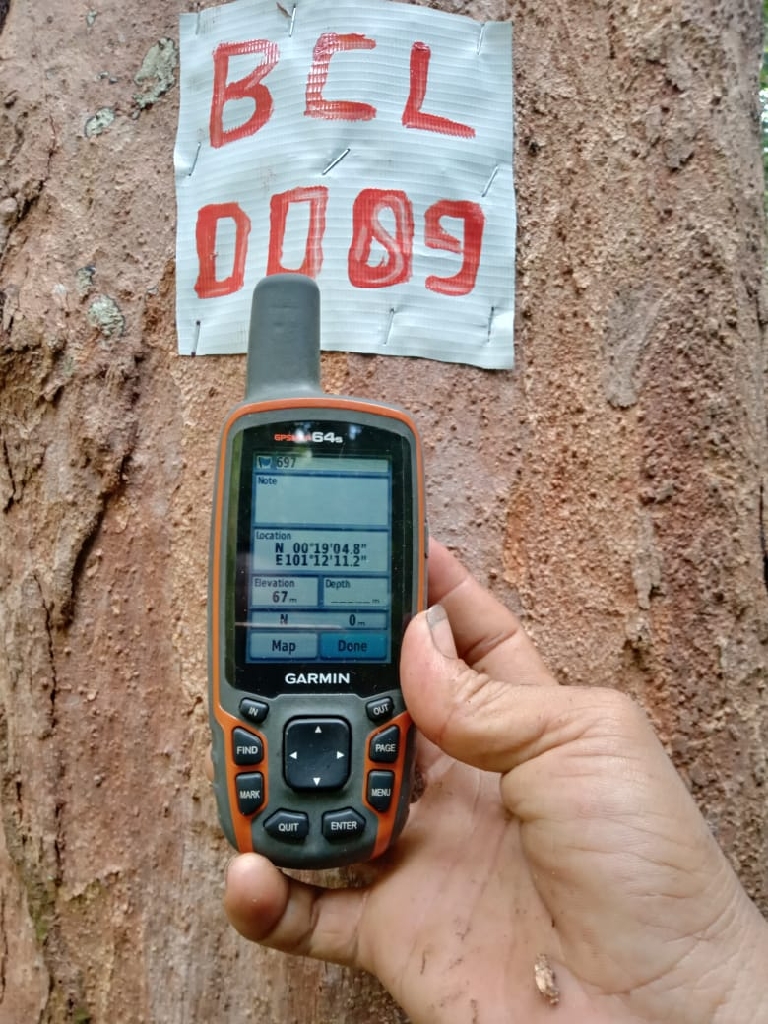 BCL
0089
GPSMAP 64s
697
Note
Location
N 00°19'04.8"
E101°12'11.2"
Elevation Depth
67m ______m
N 0m
Map Done
GARMIN
IN OUT
FIND PAGE
MARK MENU
QUIT ENTER